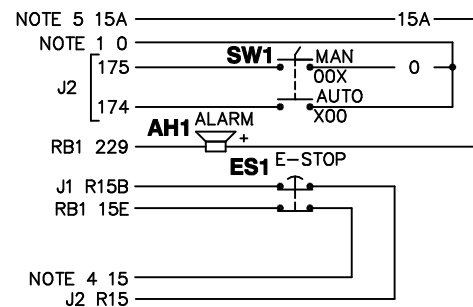 NOTE 5 15A 15A
NOTE 1 0
SW1 MAN
175 00X 0
J2
174 AUTO
X00
AH1 ALARM
+
RB1 229
ES1 E-STOP
J1 R15B
RB1 15E
NOTE 4 15
J2 R15